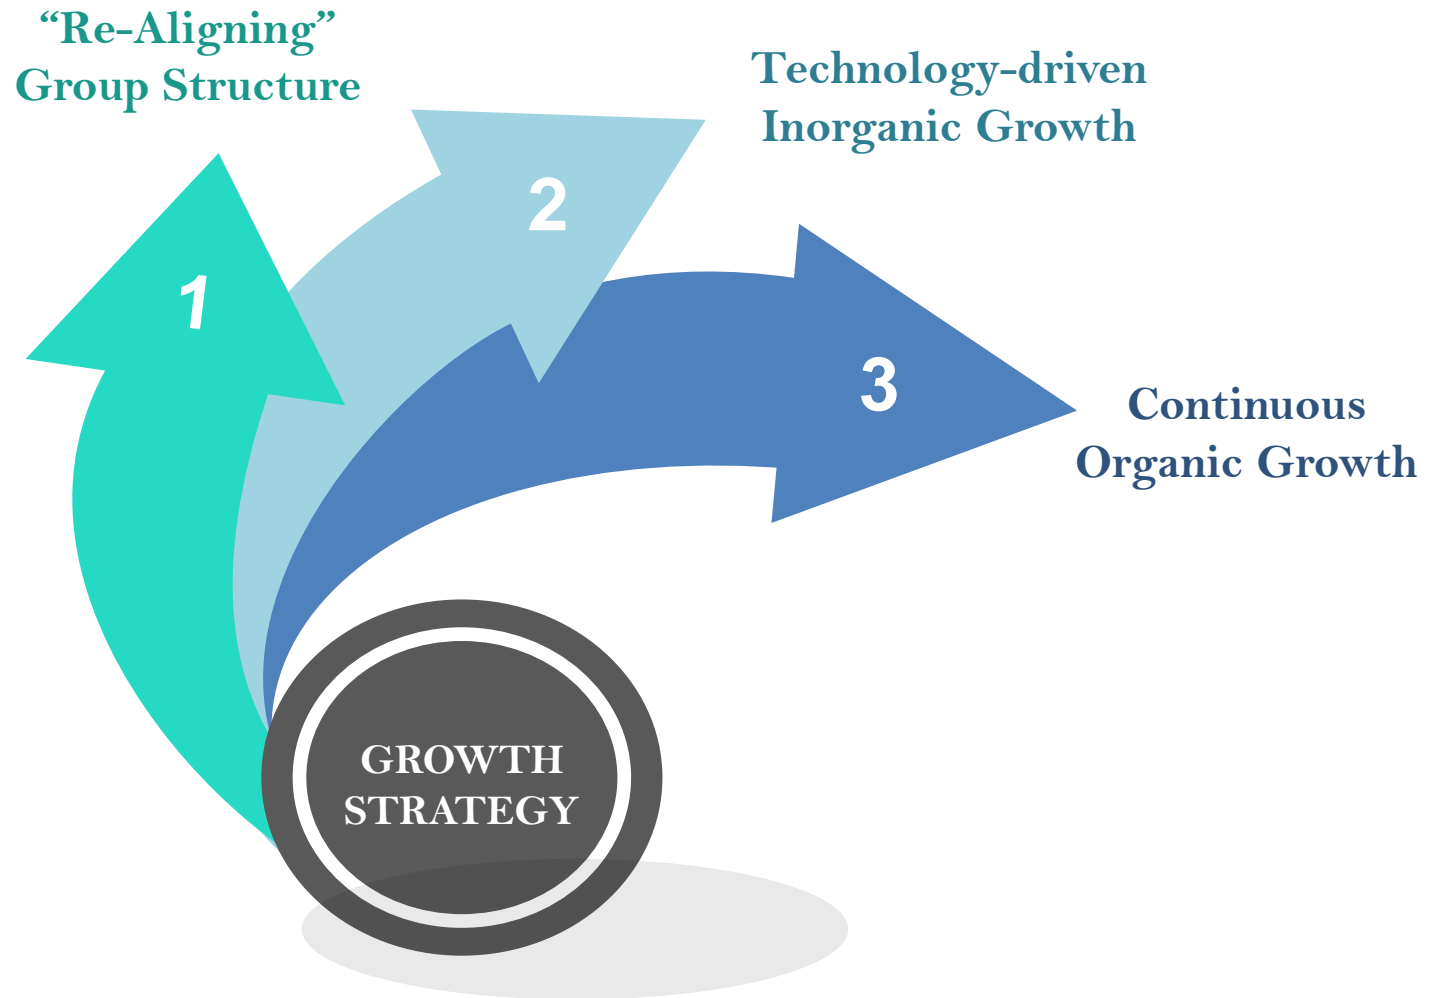 “Re-Aligning”
Group Structure
Technology-driven
Inorganic Growth
1
2
3
Continuous
Organic Growth
GROWTH
STRATEGY